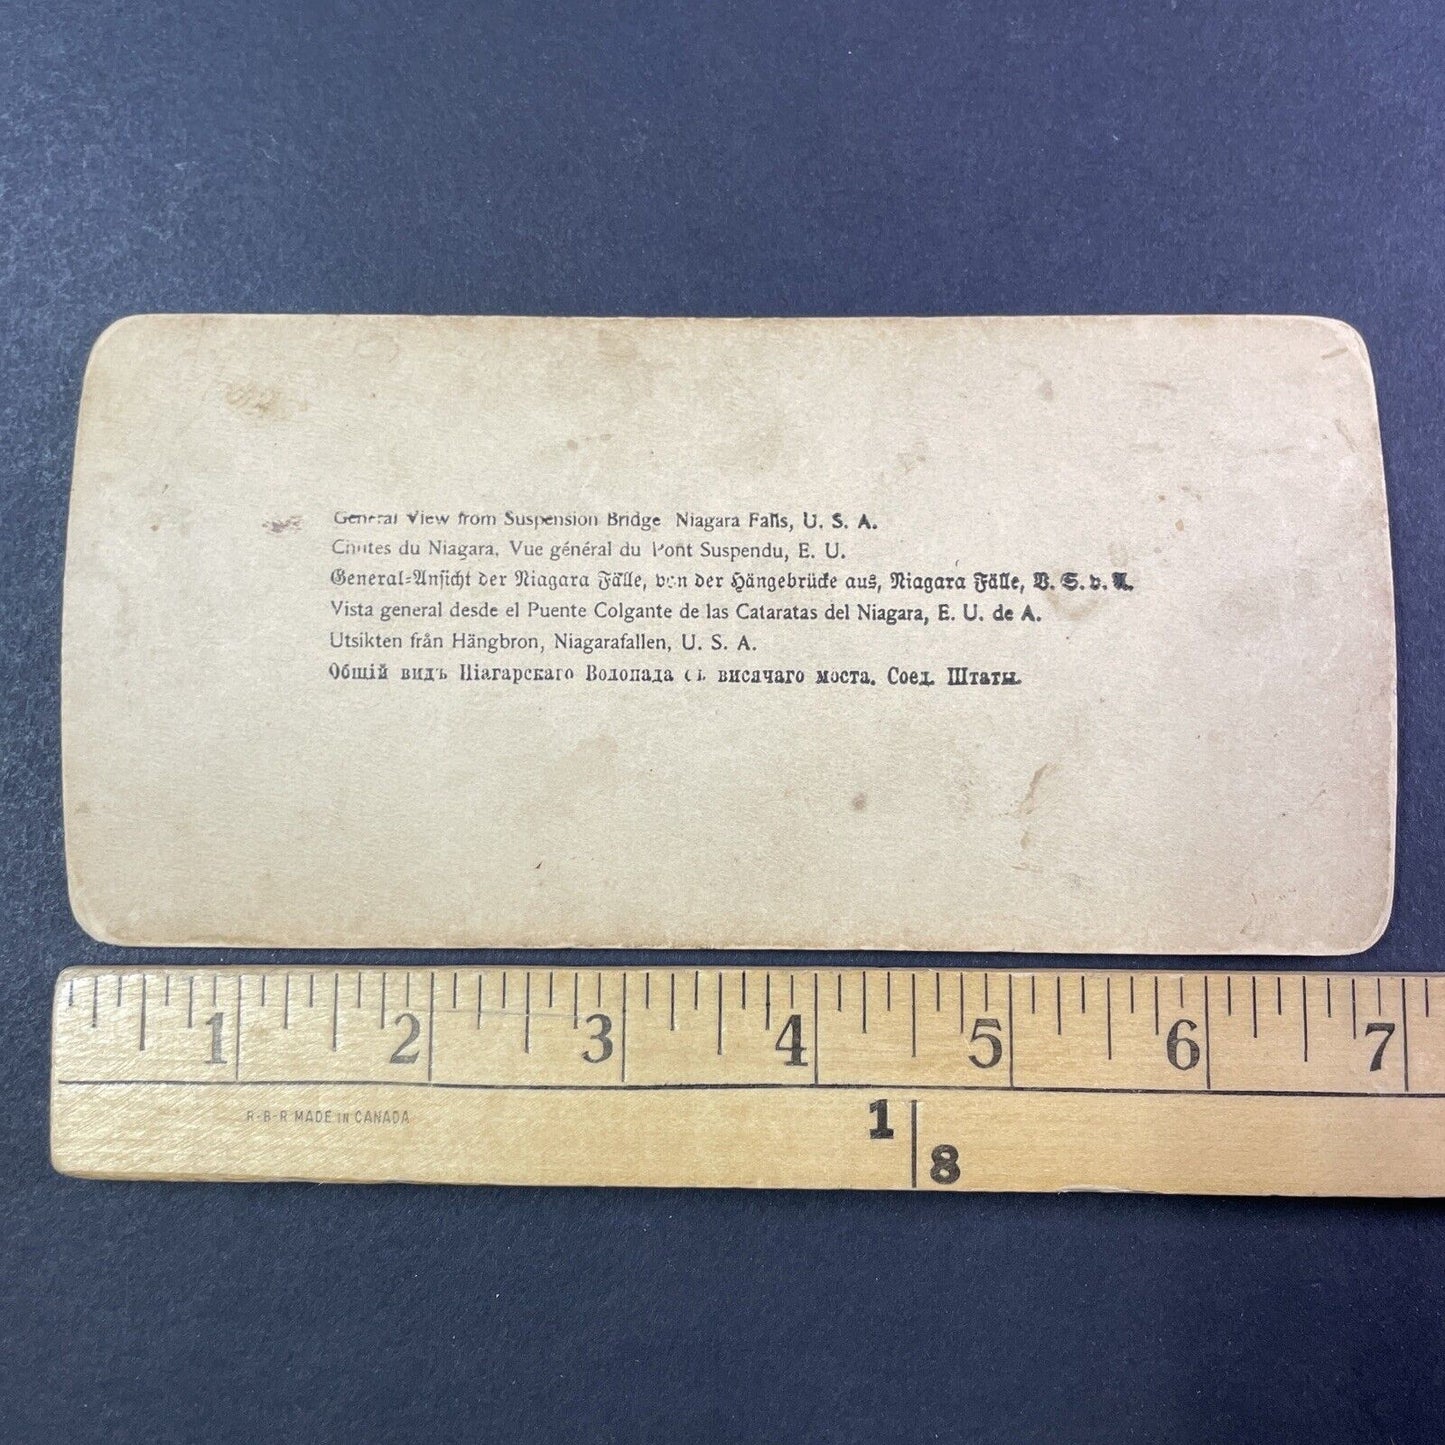 General View from Suspension Bridge Niagara Falls, U. S. A.
Chutes du Niagara, Vue général du Pont Suspendu, E. U.
General-Ansicht der Niagara Fälle, von der Hängebrücke aus, Niagara Fälle, V. S. v. A.
Vista general desde el Puente Colgante de las Cataratas del Niagara, E. U. de A.
Utsikten från Hängbron, Niagarafallen, U. S. A.
Общій видъ Ніагарскаго Водопада съ висячаго моста. Соед. Штаты.
1 2 3 4 5 6 7
R-B-R MADE IN CANADA
1
8